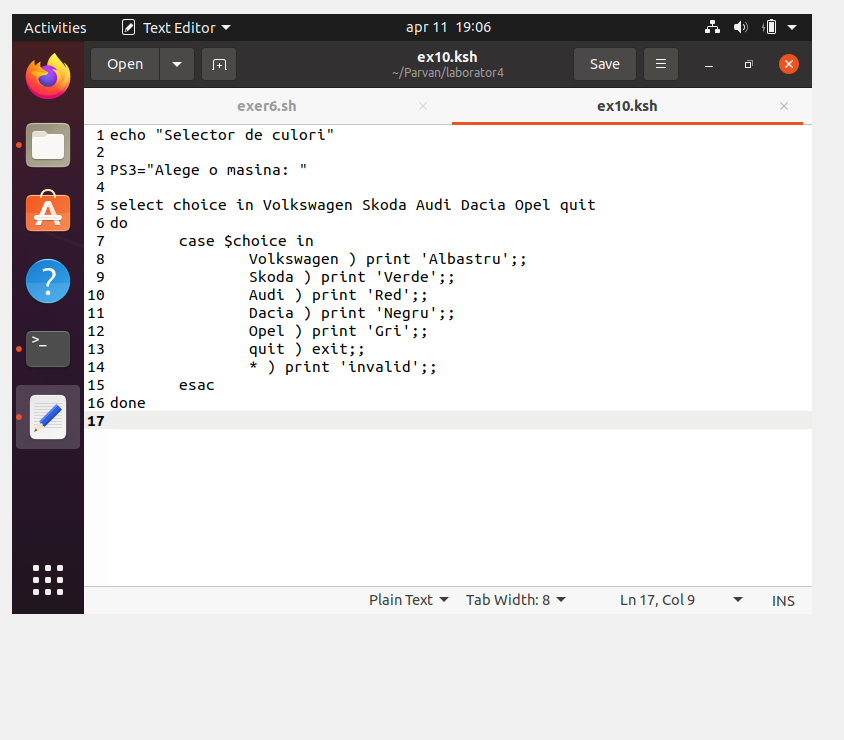 Activities Text Editor apr 11 19:06
Open ex10.ksh Save
~/Parvan/laborator4
exer6.sh × ex10.ksh ×
1 echo "Selector de culori"
2
3 PS3="Alege o masina: "
4
5 select choice in Volkswagen Skoda Audi Dacia Opel quit
6 do
7         case $choice in
8                 Volkswagen ) print 'Albastru';;
9                 Skoda ) print 'Verde';;
10                 Audi ) print 'Red';;
11                 Dacia ) print 'Negru';;
12                 Opel ) print 'Gri';;
13                 quit ) exit;;
14                 * ) print 'invalid';;
15         esac
16 done
17
Plain Text Tab Width: 8 Ln 17, Col 9 INS